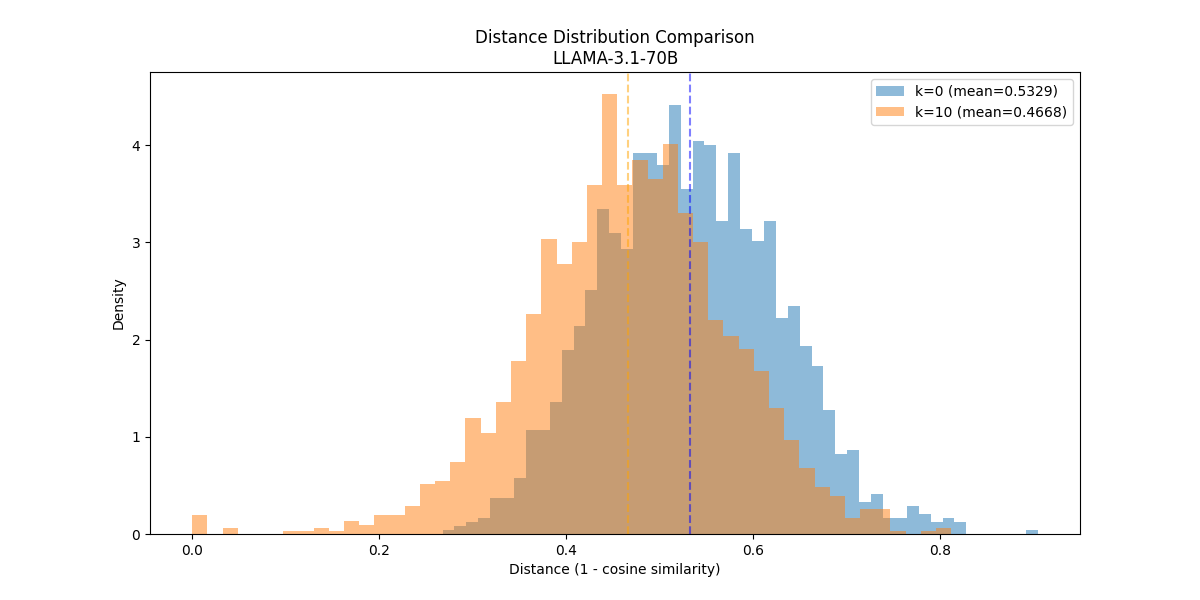 Distance Distribution Comparison
LLAMA-3.1-70B
k=0 (mean=0.5329)
k=10 (mean=0.4668)
Density
4
3
2
1
0
0.0 0.2 0.4 0.6 0.8
Distance (1 - cosine similarity)